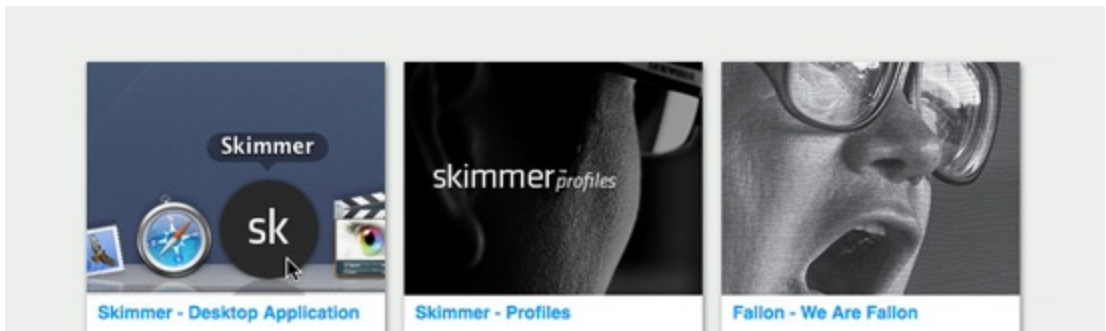 Skimmer
sk
skimmer profiles
Skimmer - Desktop Application
Skimmer - Profiles
Fallon - We Are Fallon